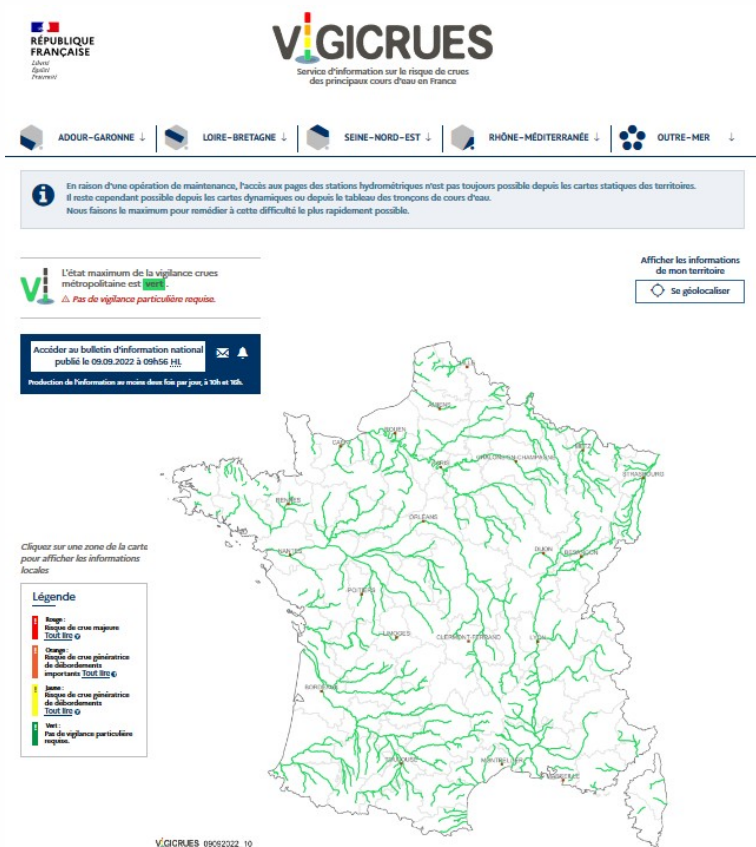 RÉPUBLIQUE
FRANÇAISE
Liberté
Égalité
Fraternité
VIGICRUES
Service d'information sur le risque de crues
des principaux cours d'eau en France
ADOUR-GARONNE ↓
LOIRE-BRETAGNE ↓
SEINE-NORD-EST ↓
RHÔNE-MÉDITERRANÉE ↓
OUTRE-MER ↓
En raison d'une opération de maintenance, l'accès aux pages des stations hydrométriques n'est pas toujours possible depuis les cartes statiques des territoires.
Il reste cependant possible depuis les cartes dynamiques ou depuis le tableau des tronçons de cours d'eau.
Nous faisons le maximum pour remédier à cette difficulté le plus rapidement possible.
L'état maximum de la vigilance crues
métropolitaine est vert .
⚠ Pas de vigilance particulière requise.
Afficher les informations
de mon territoire
Se géolocaliser
Accéder au bulletin d'information national
publié le 09.09.2022 à 09h56 HL
Production de l'information au moins deux fois par jour, à 10h et 16h.
LILLE
AMIENS
ROUEN
CAEN
METZ
PARIS
CHALONS-EN-CHAMPAGNE
STRASBOURG
RENNES
ORLÉANS
NANTES
DIJON
BESANÇON
POITIERS
LIMOGES
CLERMONT-FERRAND
LYON
BORDEAUX
TOULOUSE
MONTPELLIER
MARSEILLE
Cliquez sur une zone de la carte
pour afficher les informations
locales
Légende
Rouge :
Risque de crue majeure
Tout lire
Orange :
Risque de crue génératrice
de débordements
importants Tout lire
Jaune :
Risque de crue génératrice
de débordements
Tout lire
Vert :
Pas de vigilance particulière
requise.
VIGICRUES 09092022_10